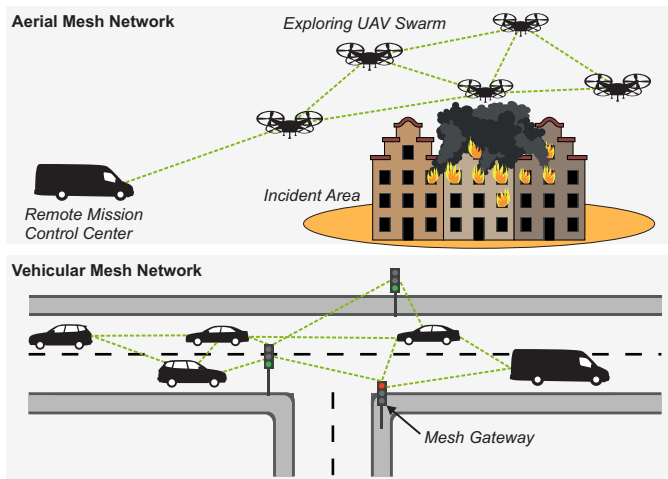 Aerial Mesh Network
Exploring UAV Swarm
Incident Area
Remote Mission
Control Center
Vehicular Mesh Network
Mesh Gateway